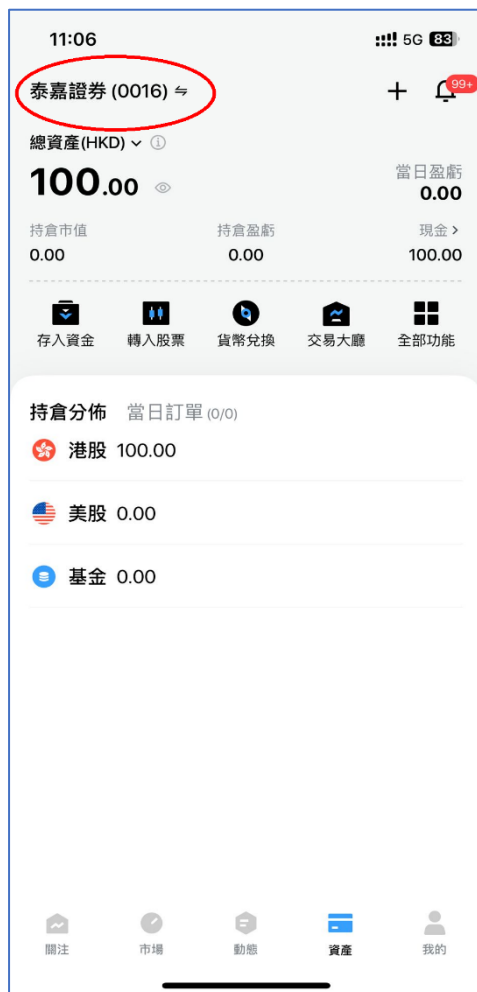 11:06 5G 83
泰嘉證券 (0016) ⇋ + 99+
總資產(HKD)
100.00
當日盈虧
0.00
持倉市值 持倉盈虧 現金 >
0.00 0.00 100.00
存入資金 轉入股票 貨幣兌換 交易大廳 全部功能
持倉分佈 當日訂單 (0/0)
港股 100.00
美股 0.00
基金 0.00
關注 市場 動態 資產 我的